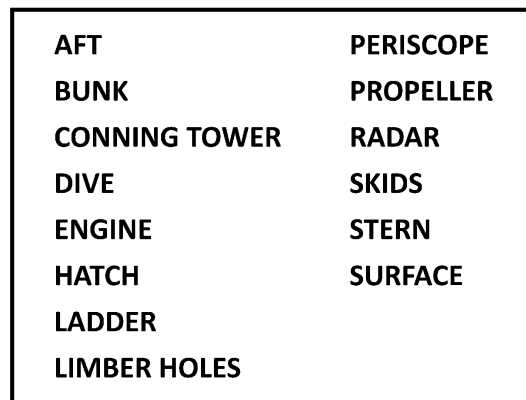 AFT
BUNK
CONNING TOWER
DIVE
ENGINE
HATCH
LADDER
LIMBER HOLES
PERISCOPE
PROPELLER
RADAR
SKIDS
STERN
SURFACE